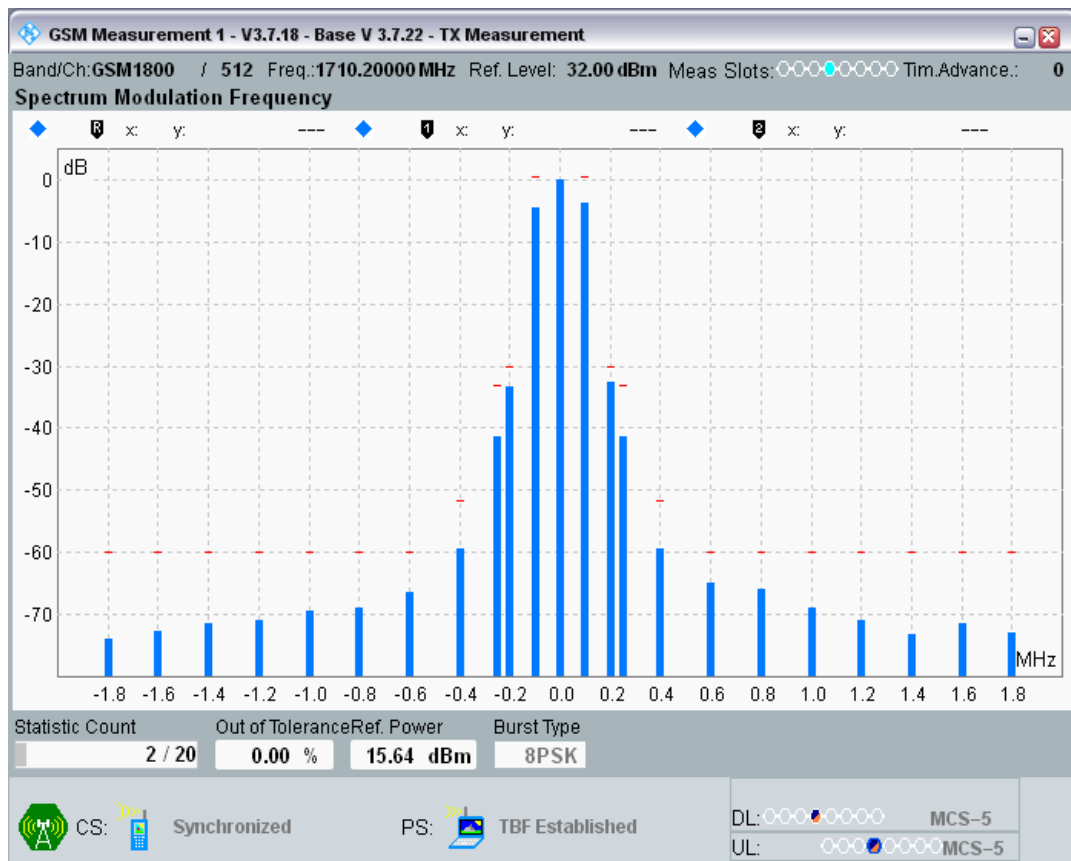 GSM Measurement 1 - V3.7.18 - Base V 3.7.22 - TX Measurement
Band/Ch:GSM1800 / 512 Freq.:1710.20000 MHz Ref. Level: 32.00 dBm Meas Slots: Tim.Advance.: 0
Spectrum Modulation Frequency
R x: y: --- 1 x: y: --- 2 x: y: ---
dB
0
-10
-20
-30
-40
-50
-60
-70
MHz
-1.8 -1.6 -1.4 -1.2 -1.0 -0.8 -0.6 -0.4 -0.2 0.0 0.2 0.4 0.6 0.8 1.0 1.2 1.4 1.6 1.8
Statistic Count Out of Tolerance Ref. Power Burst Type
2 / 20 0.00 % 15.64 dBm 8PSK
CS: Synchronized PS: TBF Established
DL: MCS-5
UL: MCS-5